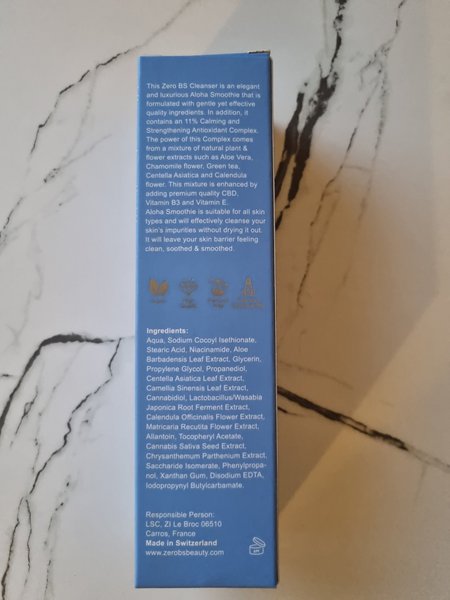 This Zero BS Cleanser is an elegant
and luxurious Aloha Smoothie that is
formulated with gentle yet effective
quality ingredients. In addition, it
contains an 11% Calming and
Strengthening Antioxidant Complex.
The power of this Complex comes
from a mixture of natural plant &
flower extracts such as Aloe Vera,
Chamomile flower, Green tea,
Centella Asiatica and Calendula
flower. This mixture is enhanced by
adding premium quality CBD,
Vitamin B3 and Vitamin E.
Aloha Smoothie is suitable for all skin
types and will effectively cleanse your
skin's impurities without drying it out.
It will leave your skin barrier feeling
clean, soothed & smoothed.
Ingredients:
Aqua, Sodium Cocoyl Isethionate,
Stearic Acid, Niacinamide, Aloe
Barbadensis Leaf Extract, Glycerin,
Propylene Glycol, Propanediol,
Centella Asiatica Leaf Extract,
Camellia Sinensis Leaf Extract,
Cannabidiol, Lactobacillus/Wasabia
Japonica Root Ferment Extract,
Calendula Officinalis Flower Extract,
Matricaria Recutita Flower Extract,
Allantoin, Tocopheryl Acetate,
Cannabis Sativa Seed Extract,
Chrysanthemum Parthenium Extract,
Saccharide Isomerate, Phenylpropa-
nol, Xanthan Gum, Disodium EDTA,
Iodopropynyl Butylcarbamate.
Responsible Person:
LSC, ZI Le Broc 06510
Carros, France
Made in Switzerland
www.zerobsbeauty.com